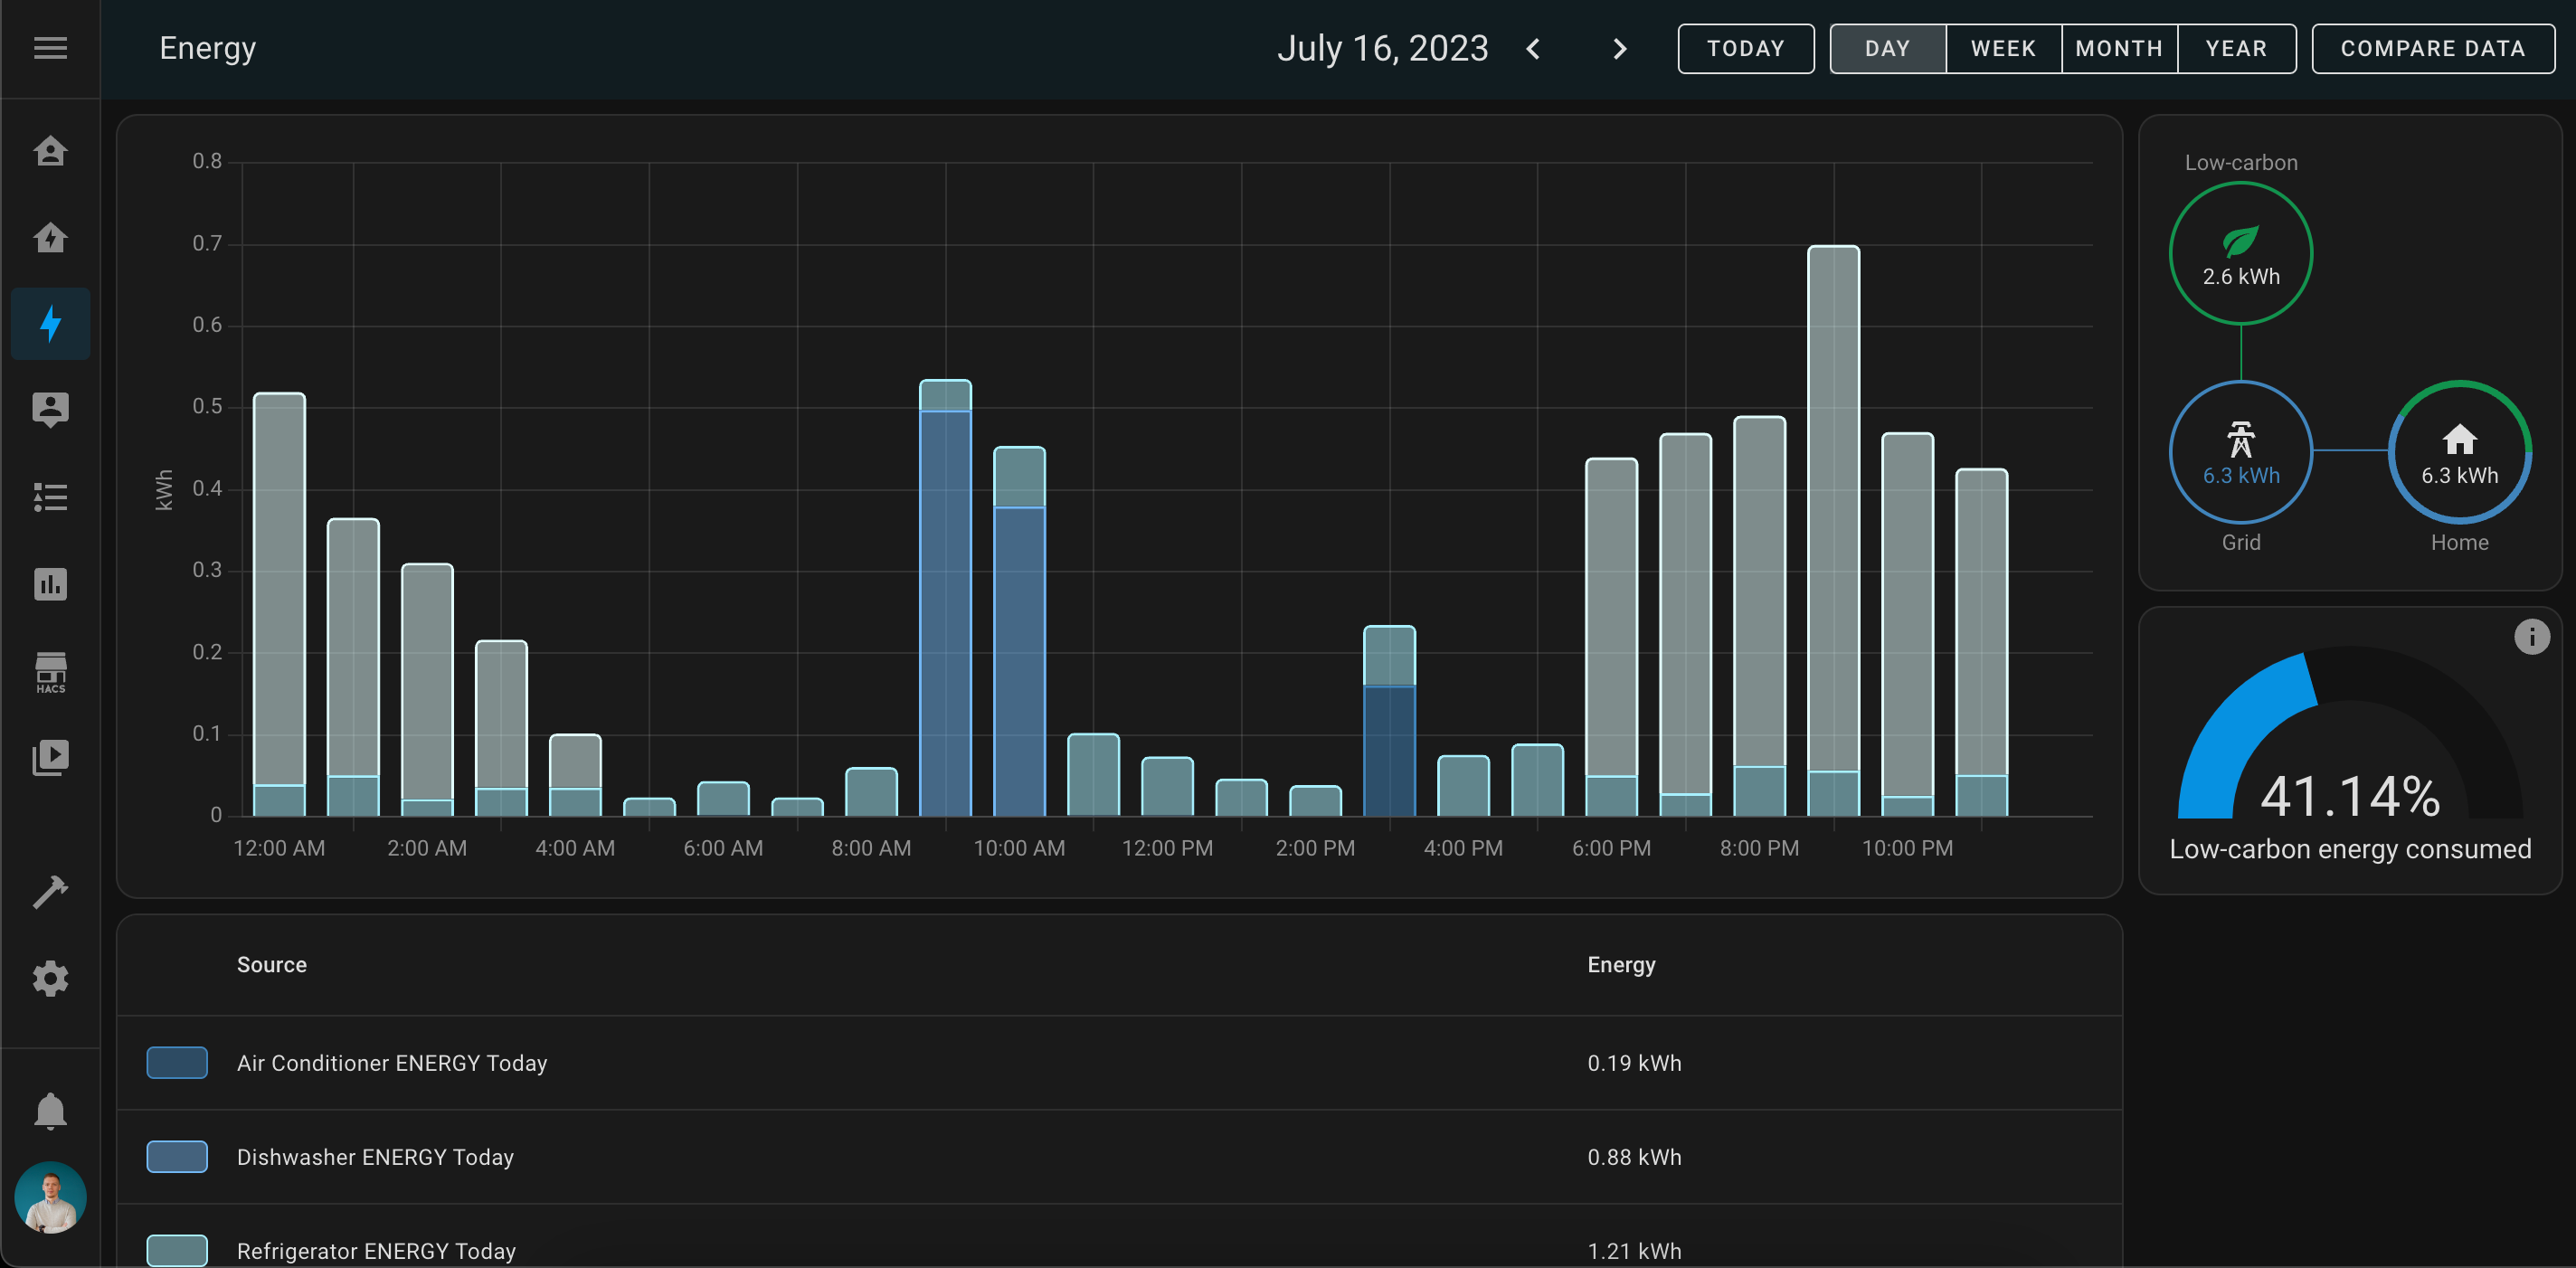 Energy
July 16, 2023
TODAY
DAY
WEEK
MONTH
YEAR
COMPARE DATA
HACS
kWh
0.8
0.7
0.6
0.5
0.4
0.3
0.2
0.1
0
12:00 AM
2:00 AM
4:00 AM
6:00 AM
8:00 AM
10:00 AM
12:00 PM
2:00 PM
4:00 PM
6:00 PM
8:00 PM
10:00 PM
Low-carbon
2.6 kWh
6.3 kWh
6.3 kWh
Grid
Home
41.14%
Low-carbon energy consumed
Source
Energy
Air Conditioner ENERGY Today
0.19 kWh
Dishwasher ENERGY Today
0.88 kWh
Refrigerator ENERGY Today
1.21 kWh